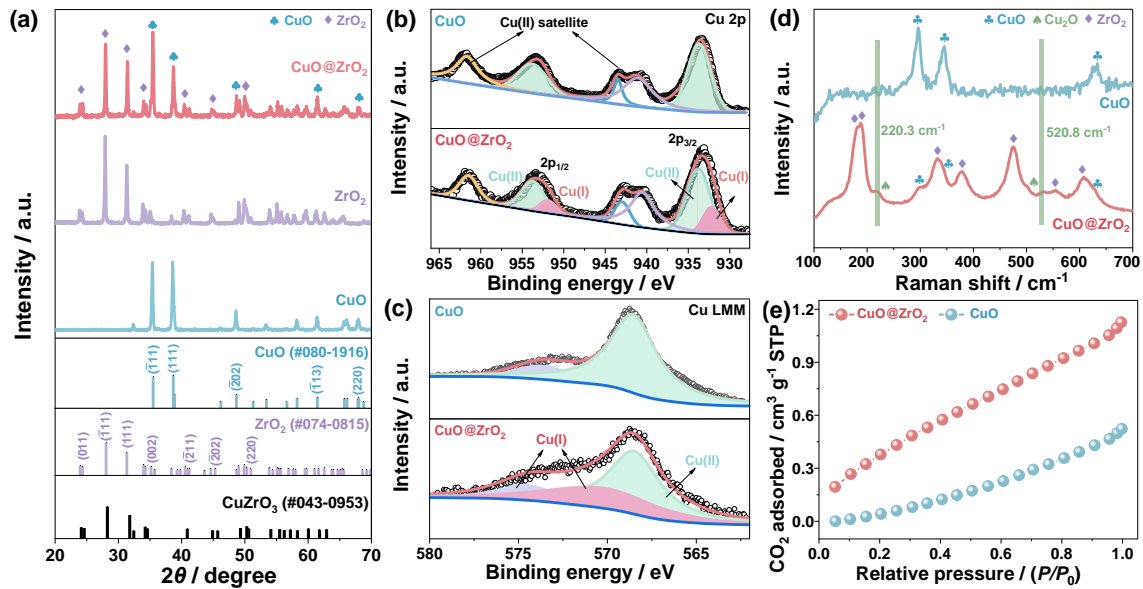 (a)
♣ CuO ♦ ZrO₂
CuO@ZrO₂
ZrO₂
CuO
CuO (#080-1916)
(1̅11)
(111)
(2̅02)
(1̅13)
(220)
ZrO₂ (#074-0815)
(011)
(1̅11)
(111)
(002)
(2̅11)
(2̅02)
(220)
CuZrO₃ (#043-0953)
Intensity / a.u.
20 30 40 50 60 70
2θ / degree
(b)
CuO
Cu(II) satellite
Cu 2p
CuO@ZrO₂
2p₁/₂
2p₃/₂
Cu(II)
Cu(I)
Cu(II)
Cu(I)
Intensity / a.u.
965 960 955 950 945 940 935 930
Binding energy / eV
(c)
CuO
Cu LMM
CuO@ZrO₂
Cu(I)
Cu(II)
Intensity / a.u.
580 575 570 565
Binding energy / eV
(d)
♣ CuO ♠ Cu₂O ♦ ZrO₂
CuO
220.3 cm⁻¹
520.8 cm⁻¹
CuO@ZrO₂
Intensity / a.u.
100 200 300 400 500 600 700
Raman shift / cm⁻¹
(e)
CuO@ZrO₂ CuO
CO₂ adsorbed / cm³ g⁻¹ STP
1.2
0.9
0.6
0.3
0.0
0.0 0.2 0.4 0.6 0.8 1.0
Relative pressure / (P/P₀)